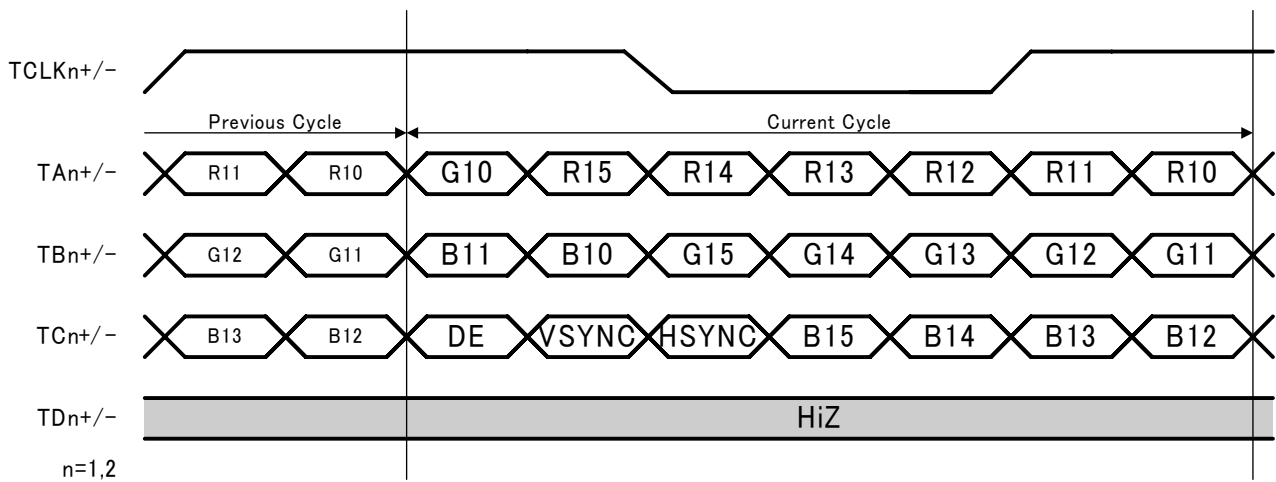 TCLKn+/-
Previous Cycle Current Cycle
TAn+/- R11 R10 G10 R15 R14 R13 R12 R11 R10
TBn+/- G12 G11 B11 B10 G15 G14 G13 G12 G11
TCn+/- B13 B12 DE VSYNC HSYNC B15 B14 B13 B12
TDn+/- HiZ
n=1,2